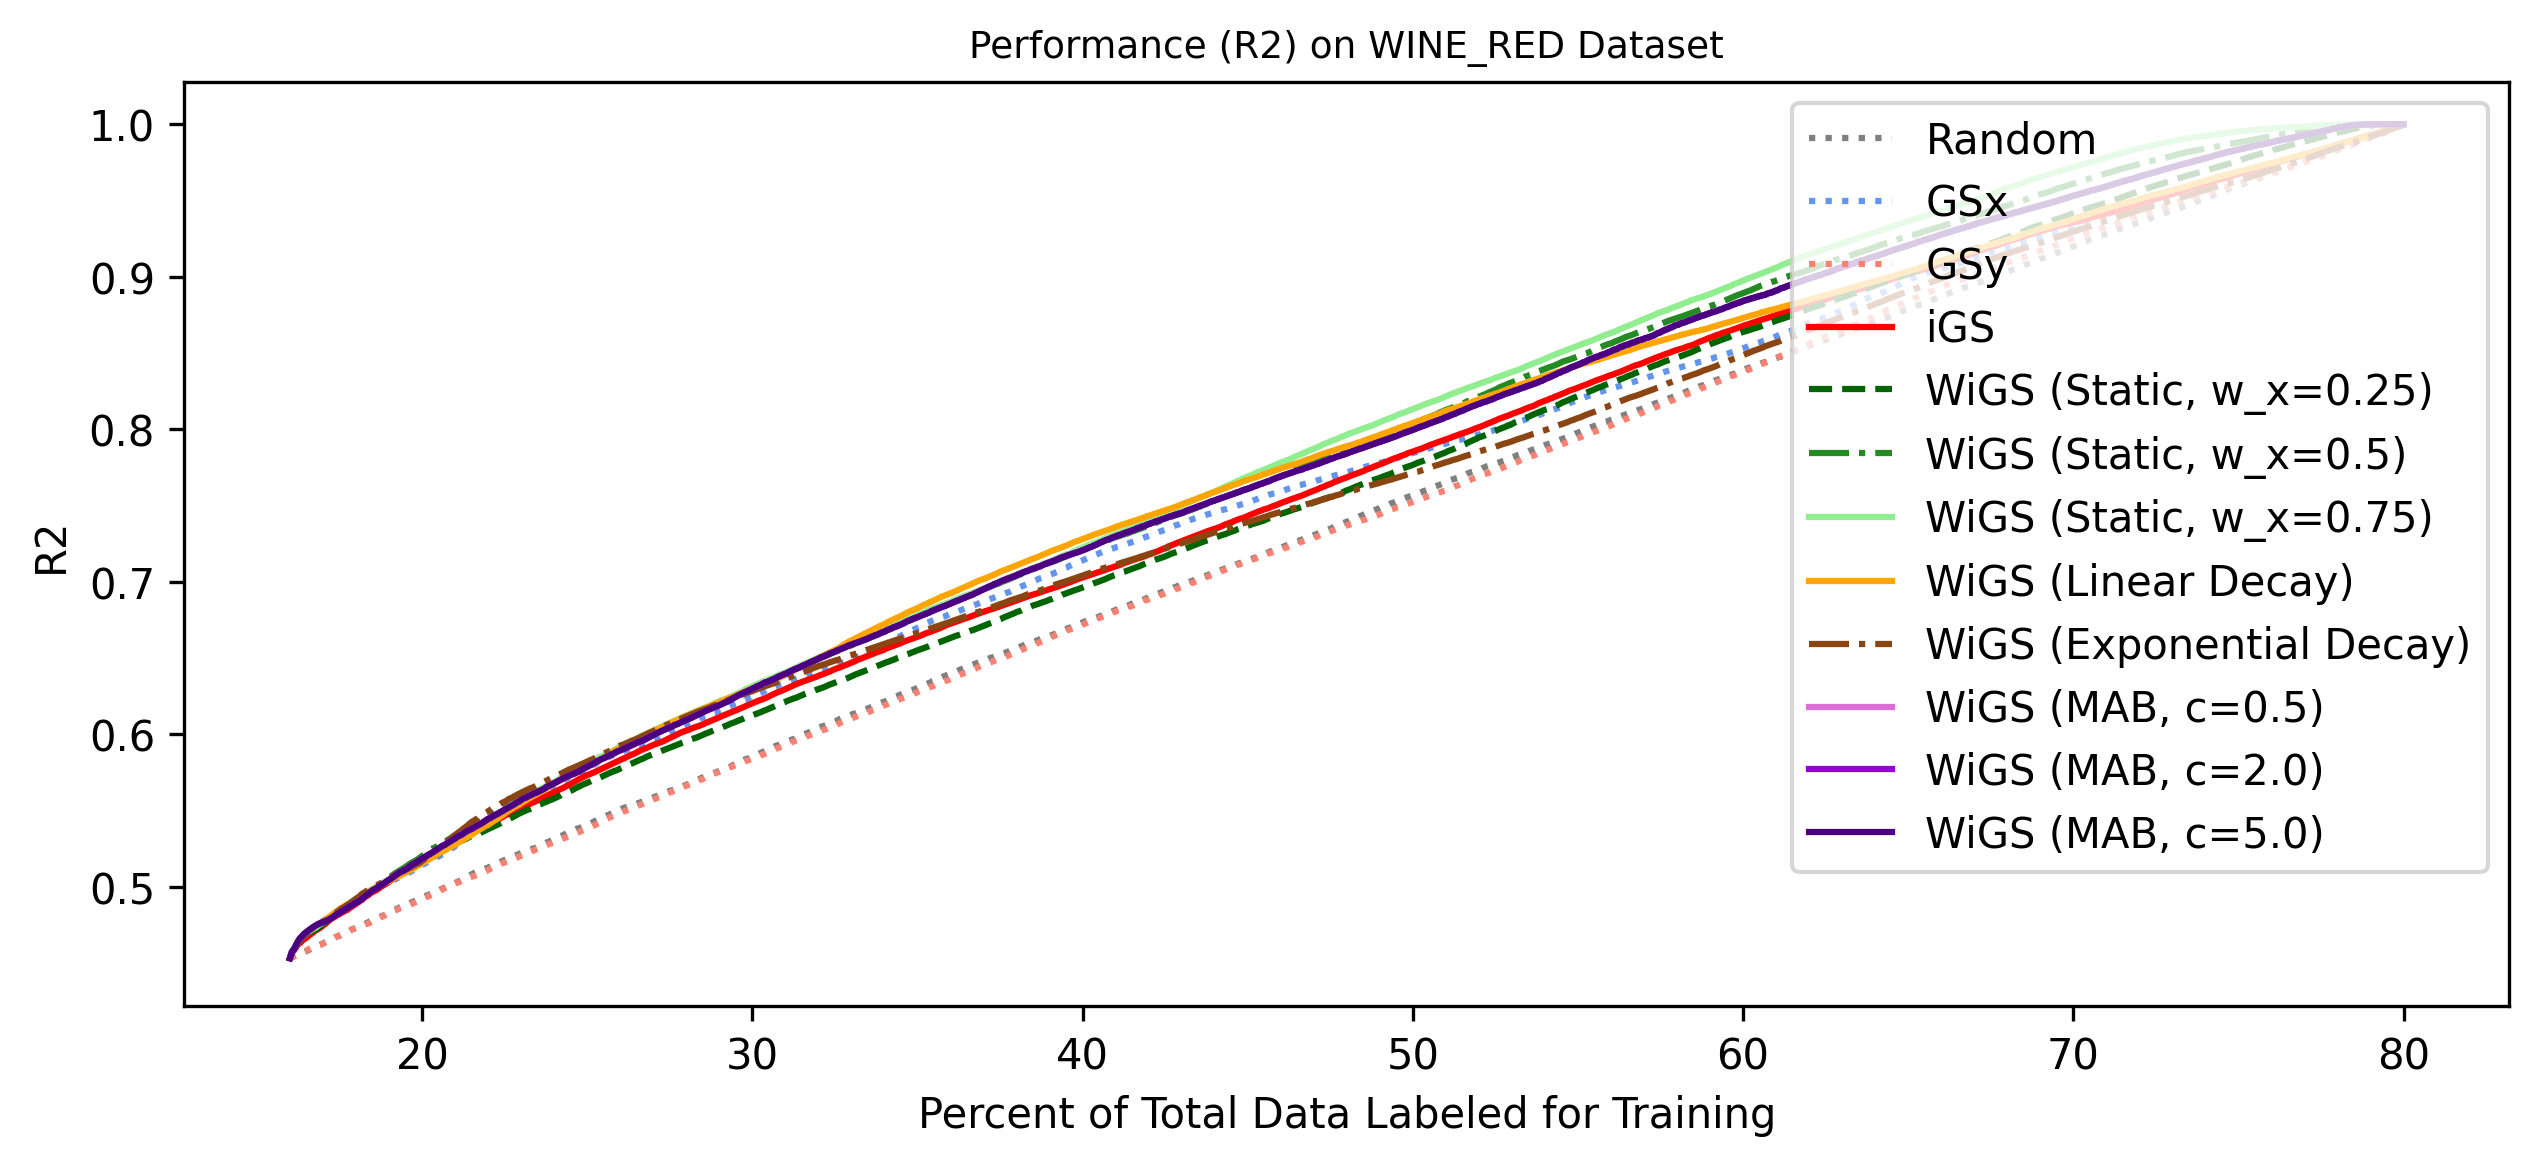 Performance (R2) on WINE_RED Dataset
1.0
0.9
0.8
0.7
0.6
0.5
R2
20 30 40 50 60 70 80
Percent of Total Data Labeled for Training
Random
GSx
GSy
iGS
WiGS (Static, w_x=0.25)
WiGS (Static, w_x=0.5)
WiGS (Static, w_x=0.75)
WiGS (Linear Decay)
WiGS (Exponential Decay)
WiGS (MAB, c=0.5)
WiGS (MAB, c=2.0)
WiGS (MAB, c=5.0)